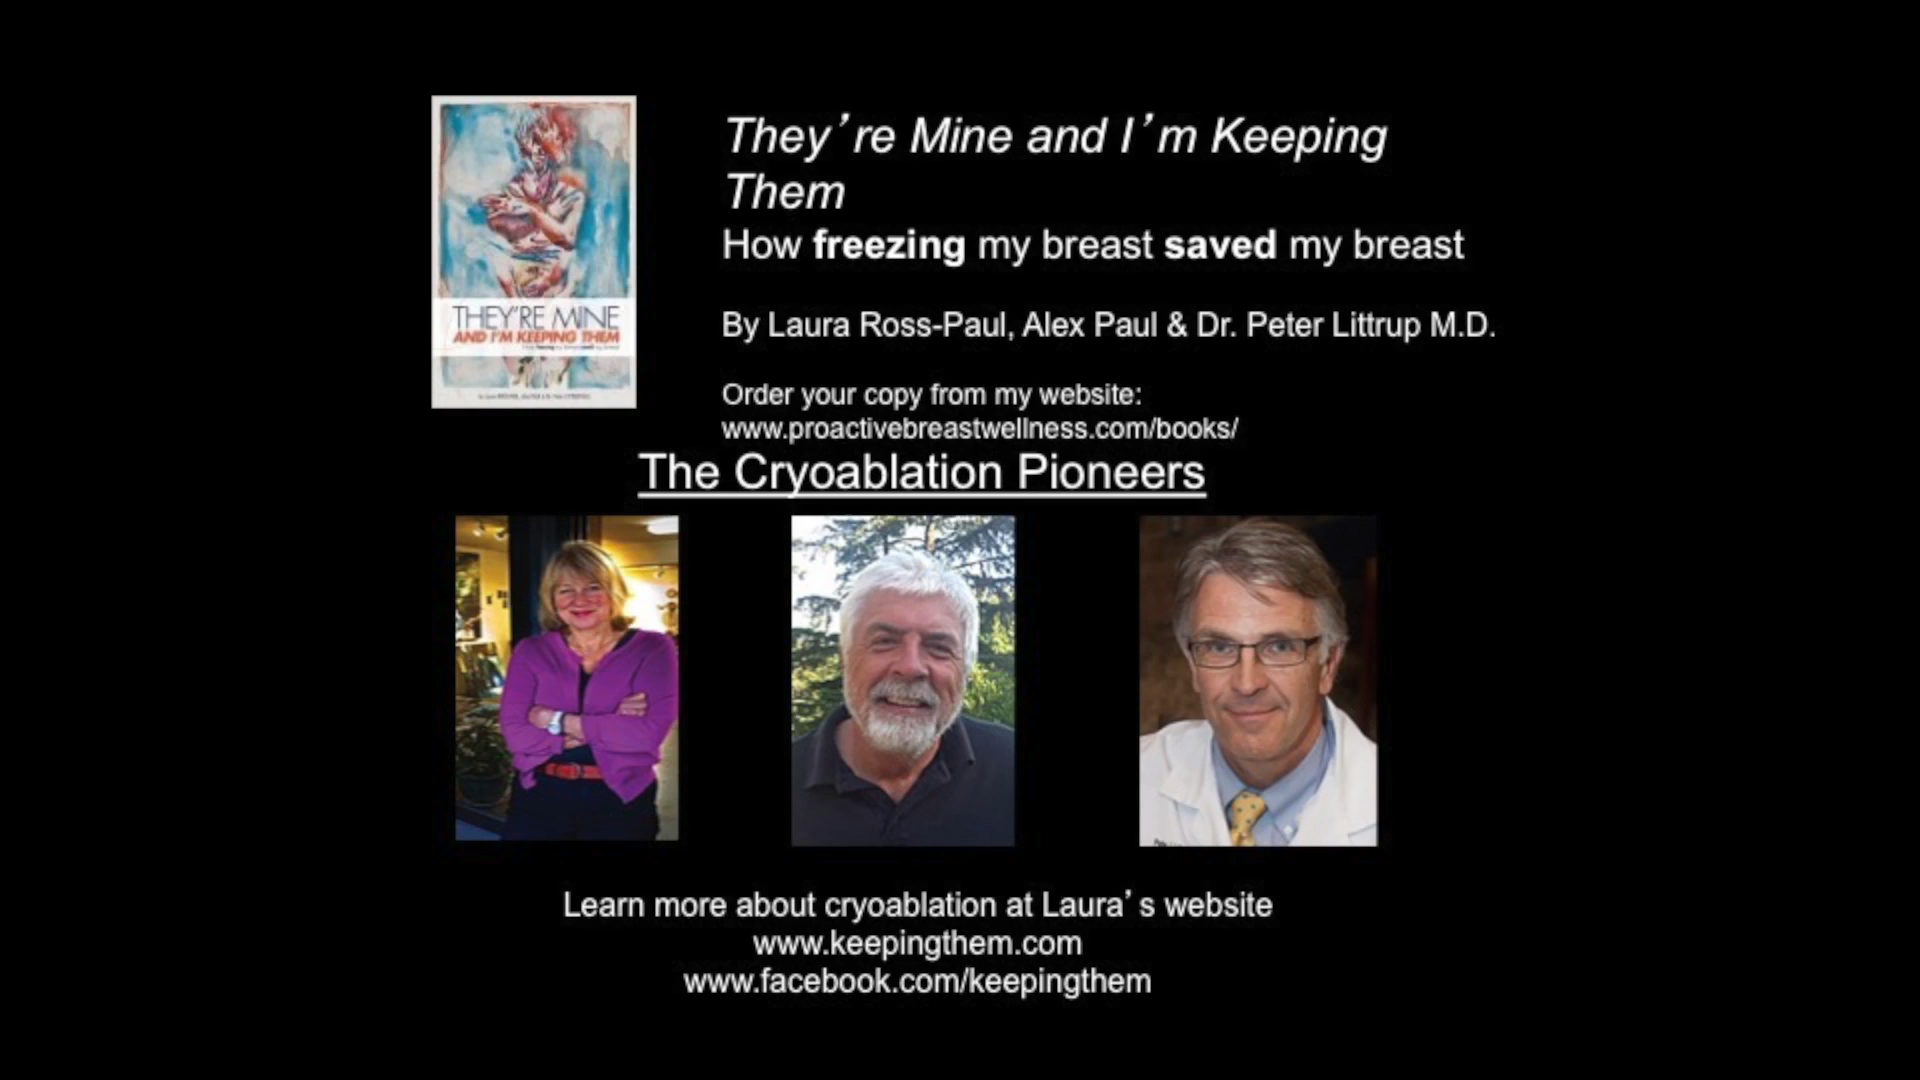 They're Mine and I'm Keeping
Them
How freezing my breast saved my breast
By Laura Ross-Paul, Alex Paul & Dr. Peter Littrup M.D.
Order your copy from my website:
www.proactivebreastwellness.com/books/
THEY'RE MINE
AND I'M KEEPING THEM
The Cryoablation Pioneers
Learn more about cryoablation at Laura's website
www.keepingthem.com
www.facebook.com/keepingthem